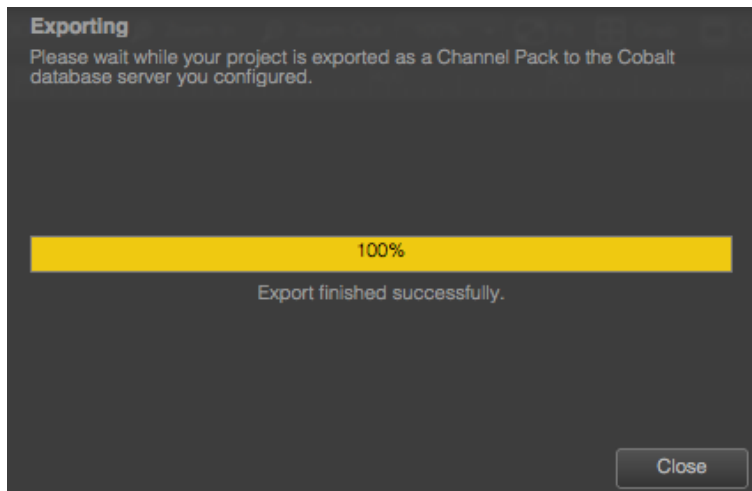 Exporting
Please wait while your project is exported as a Channel Pack to the Cobalt
database server you configured.
100%
Export finished successfully.
Close